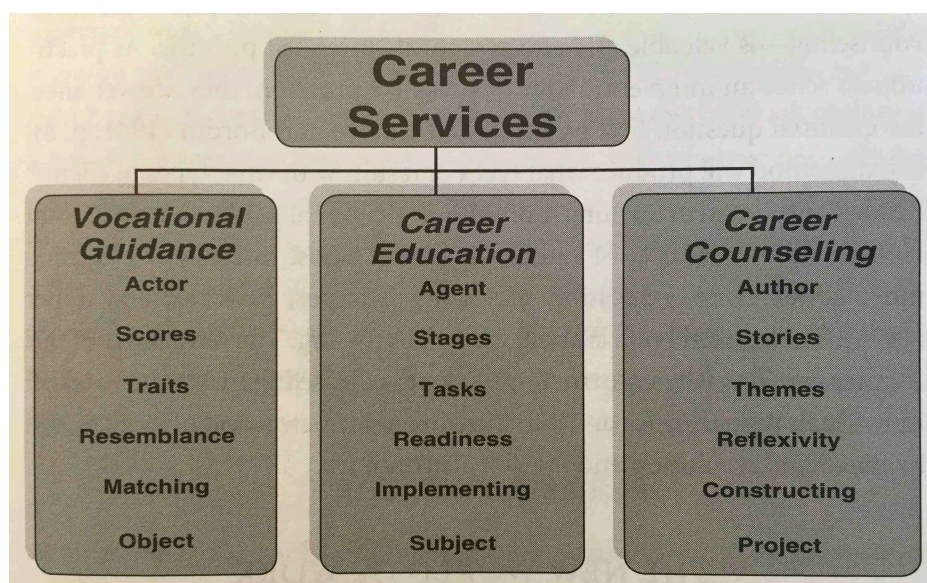 Career
Services
Vocational
Guidance
Actor
Scores
Traits
Resemblance
Matching
Object
Career
Education
Agent
Stages
Tasks
Readiness
Implementing
Subject
Career
Counseling
Author
Stories
Themes
Reflexivity
Constructing
Project